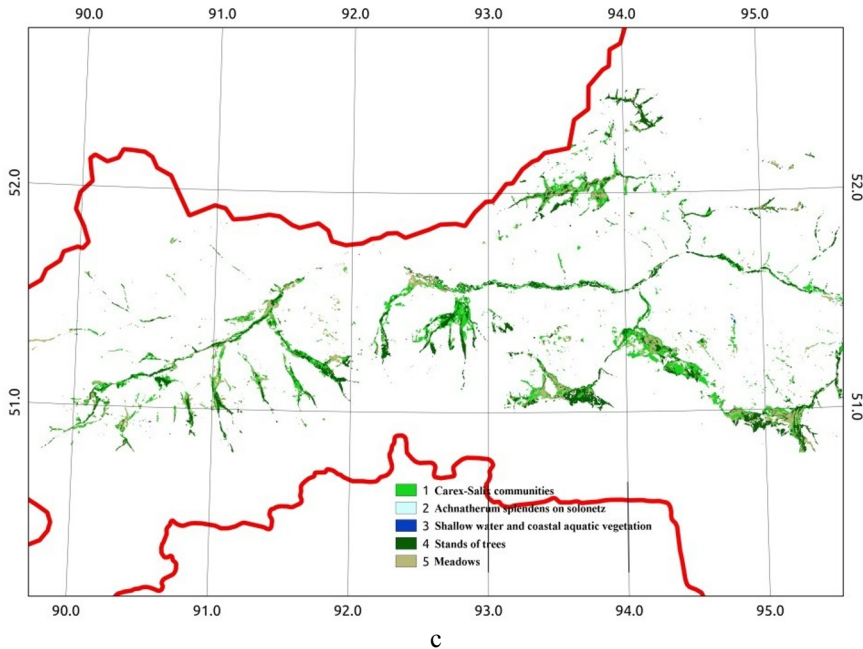 90.0 91.0 92.0 93.0 94.0 95.0
52.0 52.0
51.0 51.0
1 Carex-Salix communities
2 Achnatherum splendens on solonetz
3 Shallow water and coastal aquatic vegetation
4 Stands of trees
5 Meadows
90.0 91.0 92.0 93.0 94.0 95.0
c